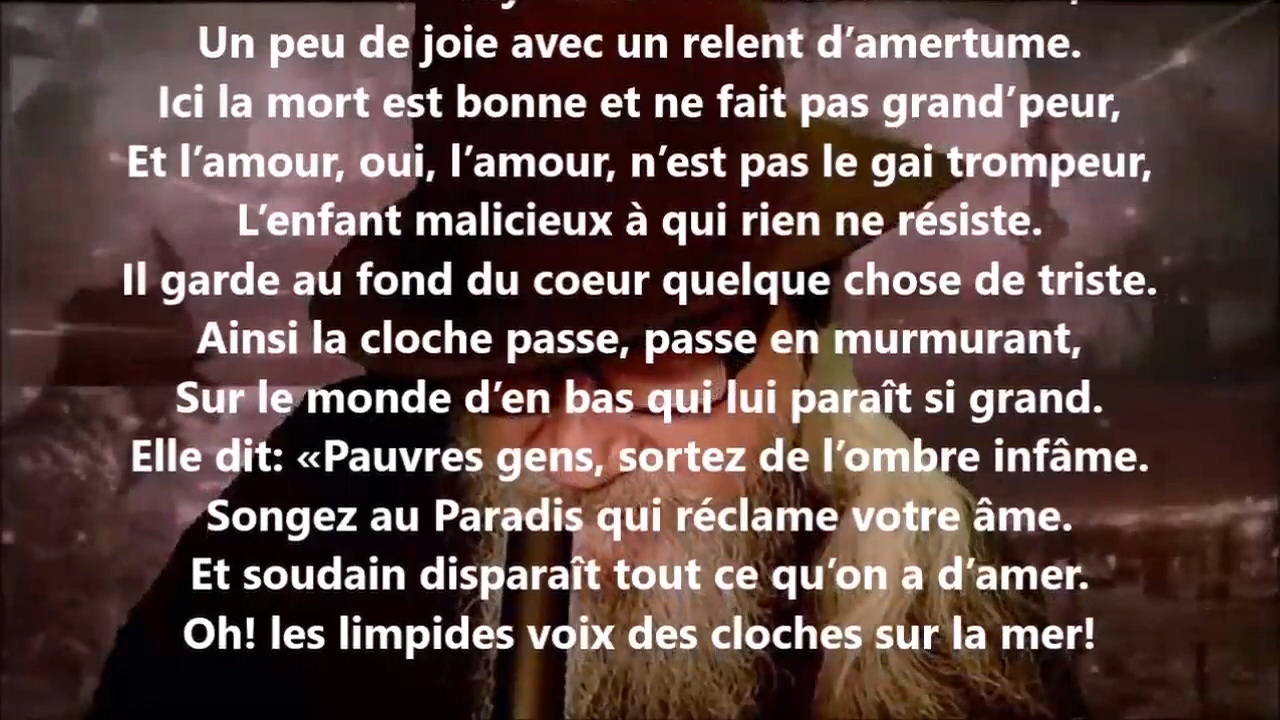 Un peu de joie avec un relent d’amertume.
Ici la mort est bonne et ne fait pas grand’peur,
Et l’amour, oui, l’amour, n’est pas le gai trompeur,
L’enfant malicieux à qui rien ne résiste.
Il garde au fond du coeur quelque chose de triste.
Ainsi la cloche passe, passe en murmurant,
Sur le monde d’en bas qui lui paraît si grand.
Elle dit: «Pauvres gens, sortez de l’ombre infâme.
Songez au Paradis qui réclame votre âme.
Et soudain disparaît tout ce qu’on a d’amer.
Oh! les limpides voix des cloches sur la mer!